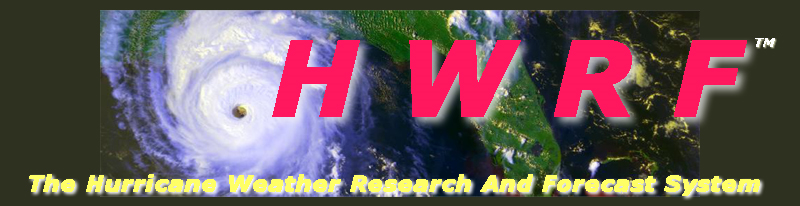 HWRF™
The Hurricane Weather Research And Forecast System